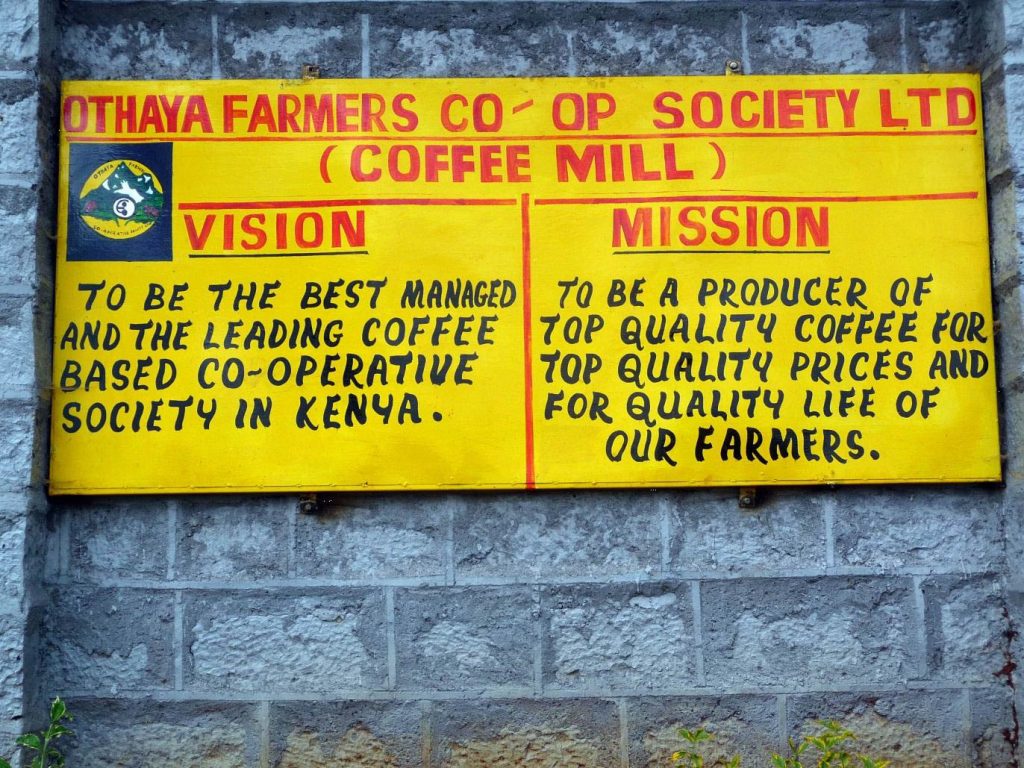 OTHAYA FARMERS CO-OP SOCIETY LTD
(COFFEE MILL)
OTHAYA
VISION
TO BE THE BEST MANAGED
AND THE LEADING COFFEE
BASED CO-OPERATIVE
SOCIETY IN KENYA.
MISSION
TO BE A PRODUCER OF
TOP QUALITY COFFEE FOR
TOP QUALITY PRICES AND
FOR QUALITY LIFE OF
OUR FARMERS.